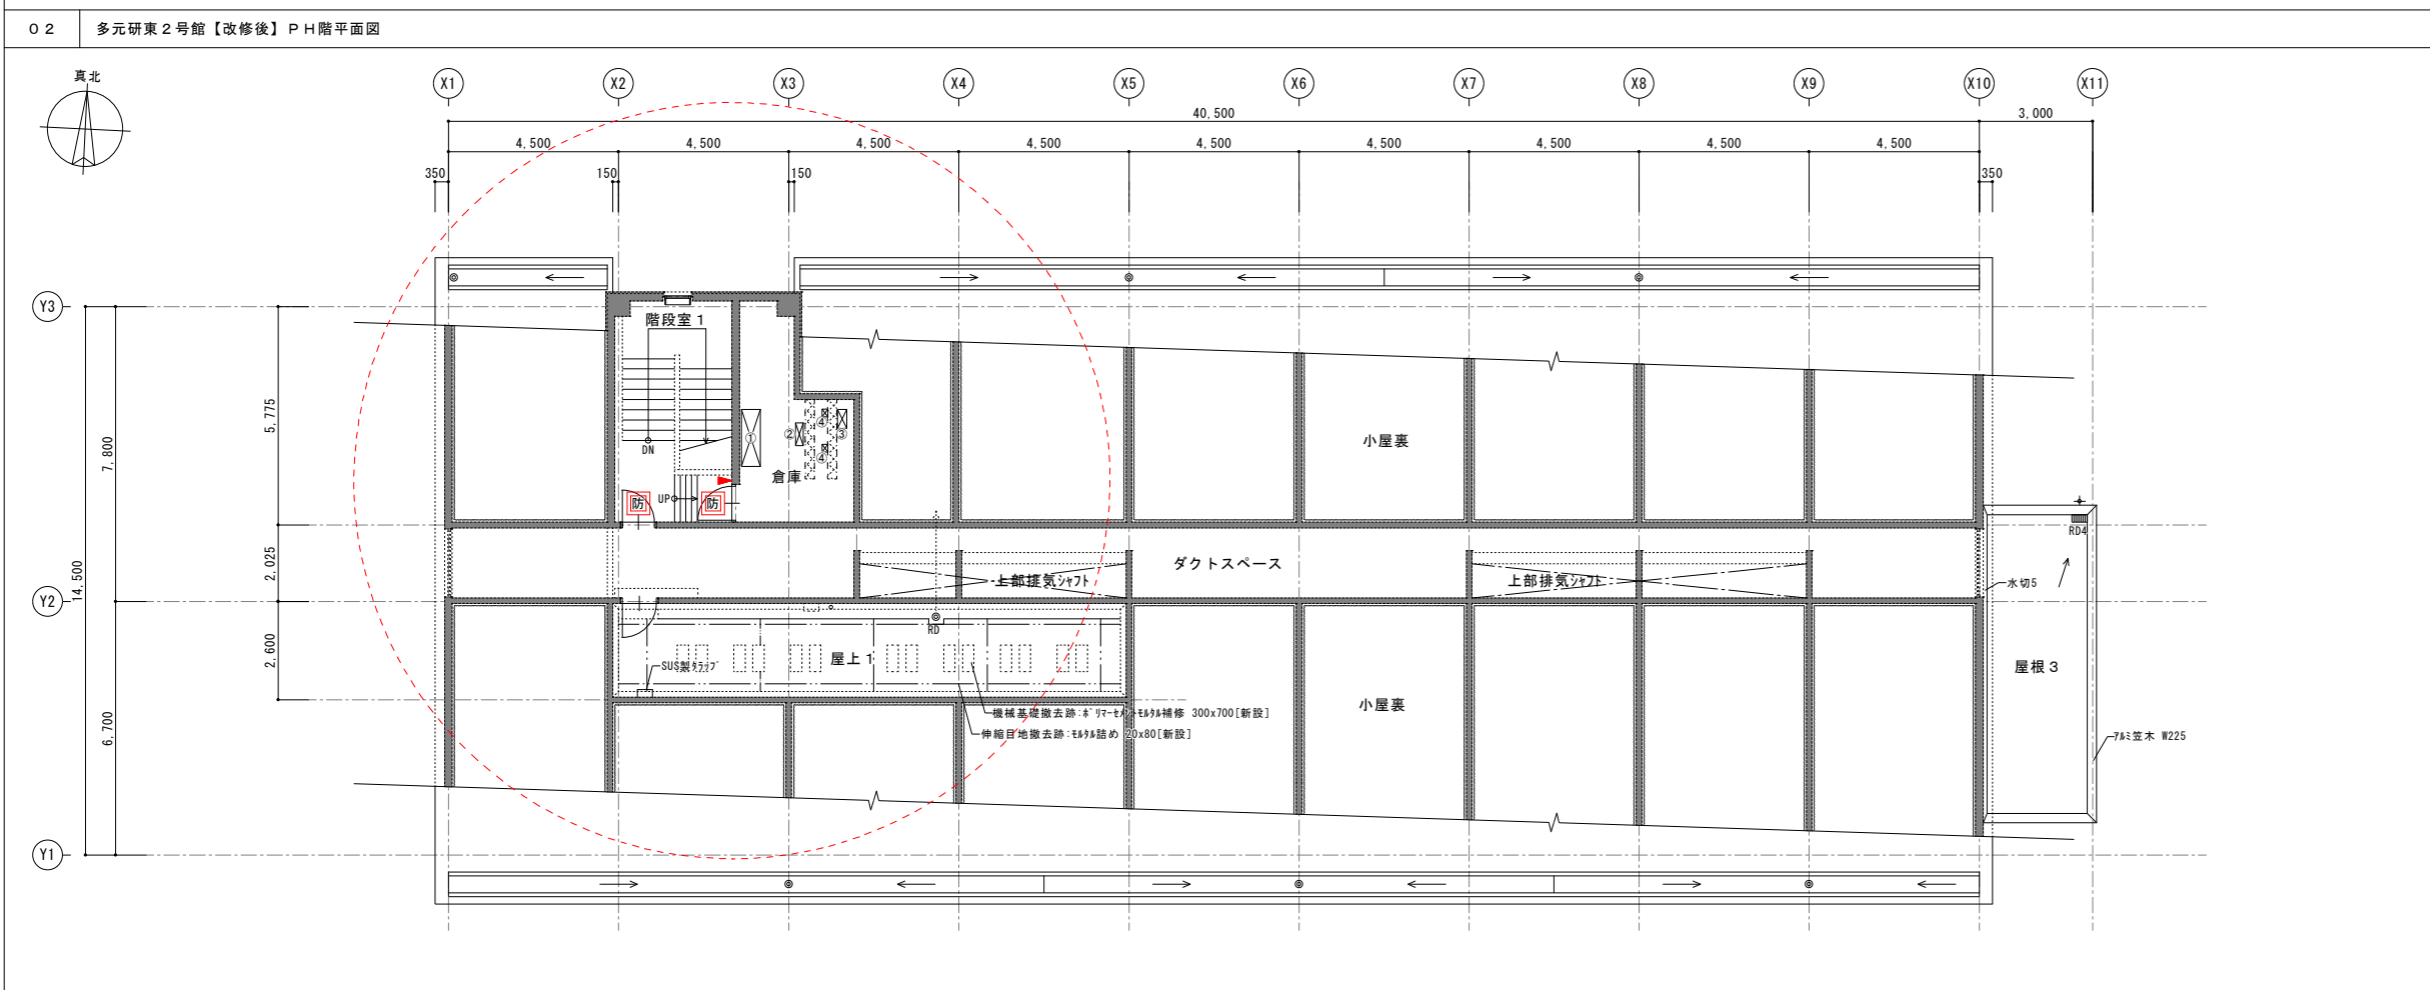 ０２ 多元研東２号館【改修後】ＰＨ階平面図
真北
X1 X2 X3 X4 X5 X6 X7 X8 X9 X10 X11
40,500 3,000
4,500 4,500 4,500 4,500 4,500 4,500 4,500 4,500 4,500
350 150 150 350
Y3
階段室１
5,775
7,800
DN
① ② ④ ③
④
小屋裏
倉庫
防 UP 防
RD4
2,025
14,500
ダクトスペース
上部排気シャフト 上部排気シャフト
水切5
Y2
RD
2,600
屋上１
SUS製タラップ
屋根３
小屋裏
機械基礎撤去跡:ポリマーセメントモルタル補修 300x700[新設]
伸縮目地撤去跡:モルタル詰め 20x80[新設]
6,700
アルミ笠木 W225
Y1